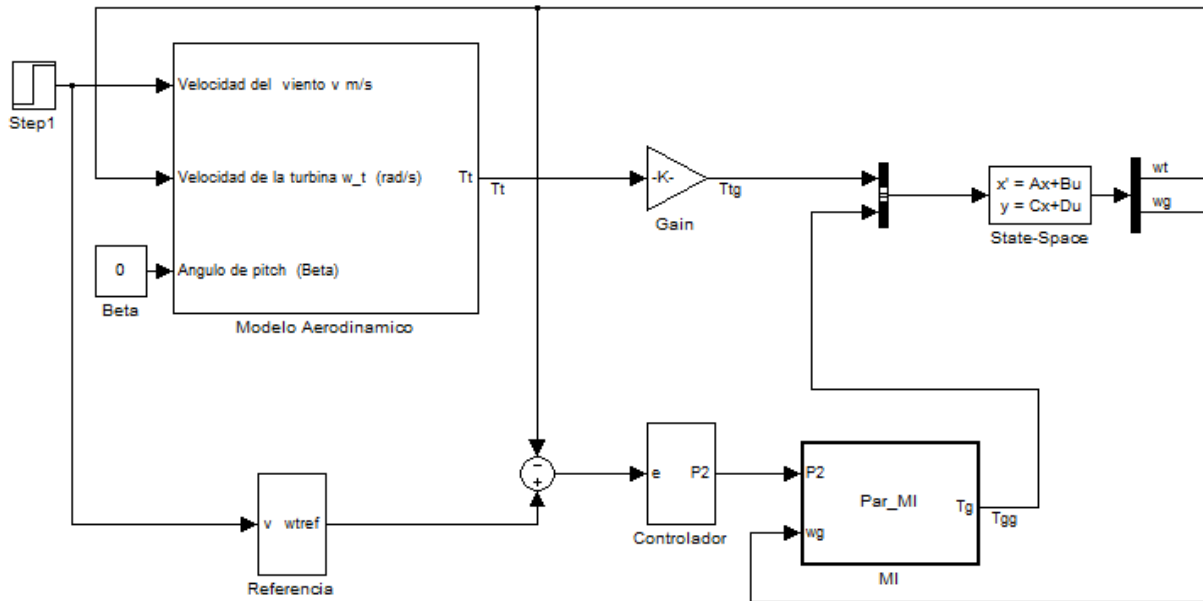 Step1
Velocidad del viento v m/s
Velocidad de la turbina w_t (rad/s)
Tt
Tt
0
Beta
Angulo de pitch (Beta)
Modelo Aerodinamico
-K-
Gain
Ttg
x' = Ax+Bu
y = Cx+Du
State-Space
wt
wg
v wtref
Referencia
-
+
e P2
Controlador
P2
Par_MI
wg
Tg
MI
Tgg